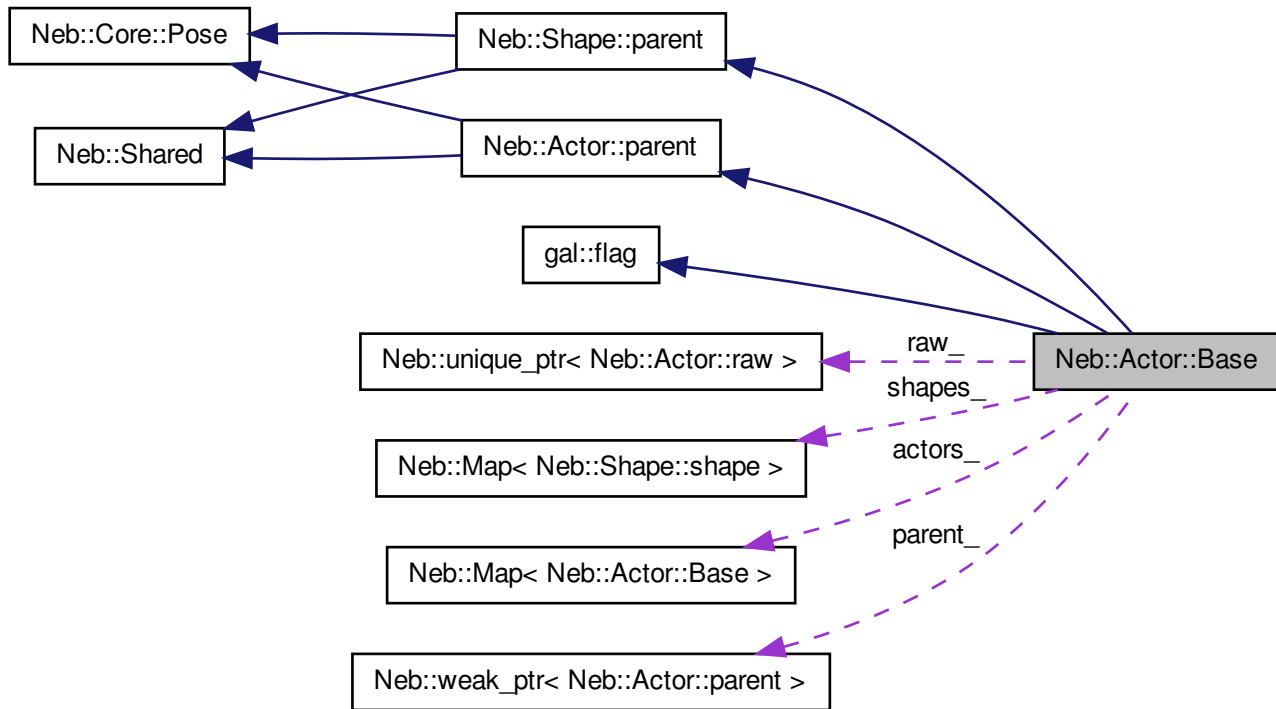 Neb::Core::Pose
Neb::Shape::parent
Neb::Shared
Neb::Actor::parent
gal::flag
Neb::unique_ptr< Neb::Actor::raw >
raw_
Neb::Actor::Base
shapes_
Neb::Map< Neb::Shape::shape >
actors_
Neb::Map< Neb::Actor::Base >
parent_
Neb::weak_ptr< Neb::Actor::parent >